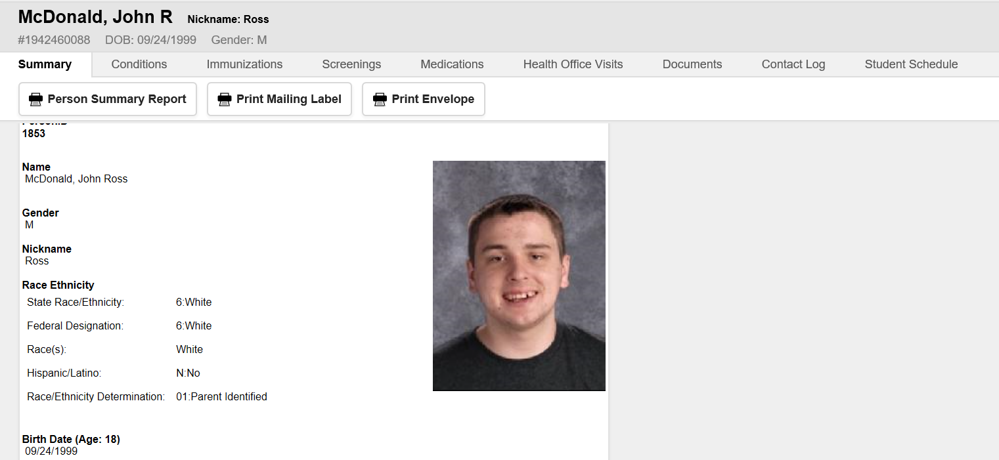 McDonald, John R Nickname: Ross
#1942460088 DOB: 09/24/1999 Gender: M
Summary Conditions Immunizations Screenings Medications Health Office Visits Documents Contact Log Student Schedule
Person Summary Report Print Mailing Label Print Envelope
PersonID
1853
Name
McDonald, John Ross
Gender
M
Nickname
Ross
Race Ethnicity
State Race/Ethnicity: 6:White
Federal Designation: 6:White
Race(s): White
Hispanic/Latino: N:No
Race/Ethnicity Determination: 01:Parent Identified
Birth Date (Age: 18)
09/24/1999